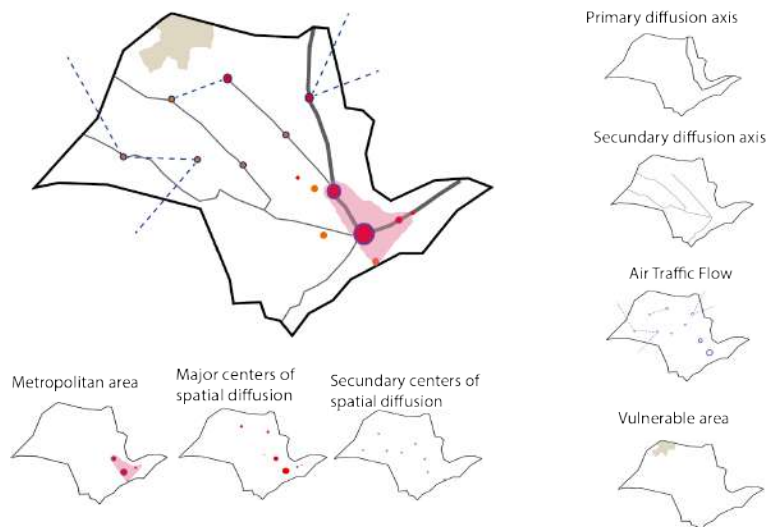 Primary diffusion axis
Secundary diffusion axis
Air Traffic Flow
Vulnerable area
Metropolitan area
Major centers of
spatial diffusion
Secundary centers of
spatial diffusion